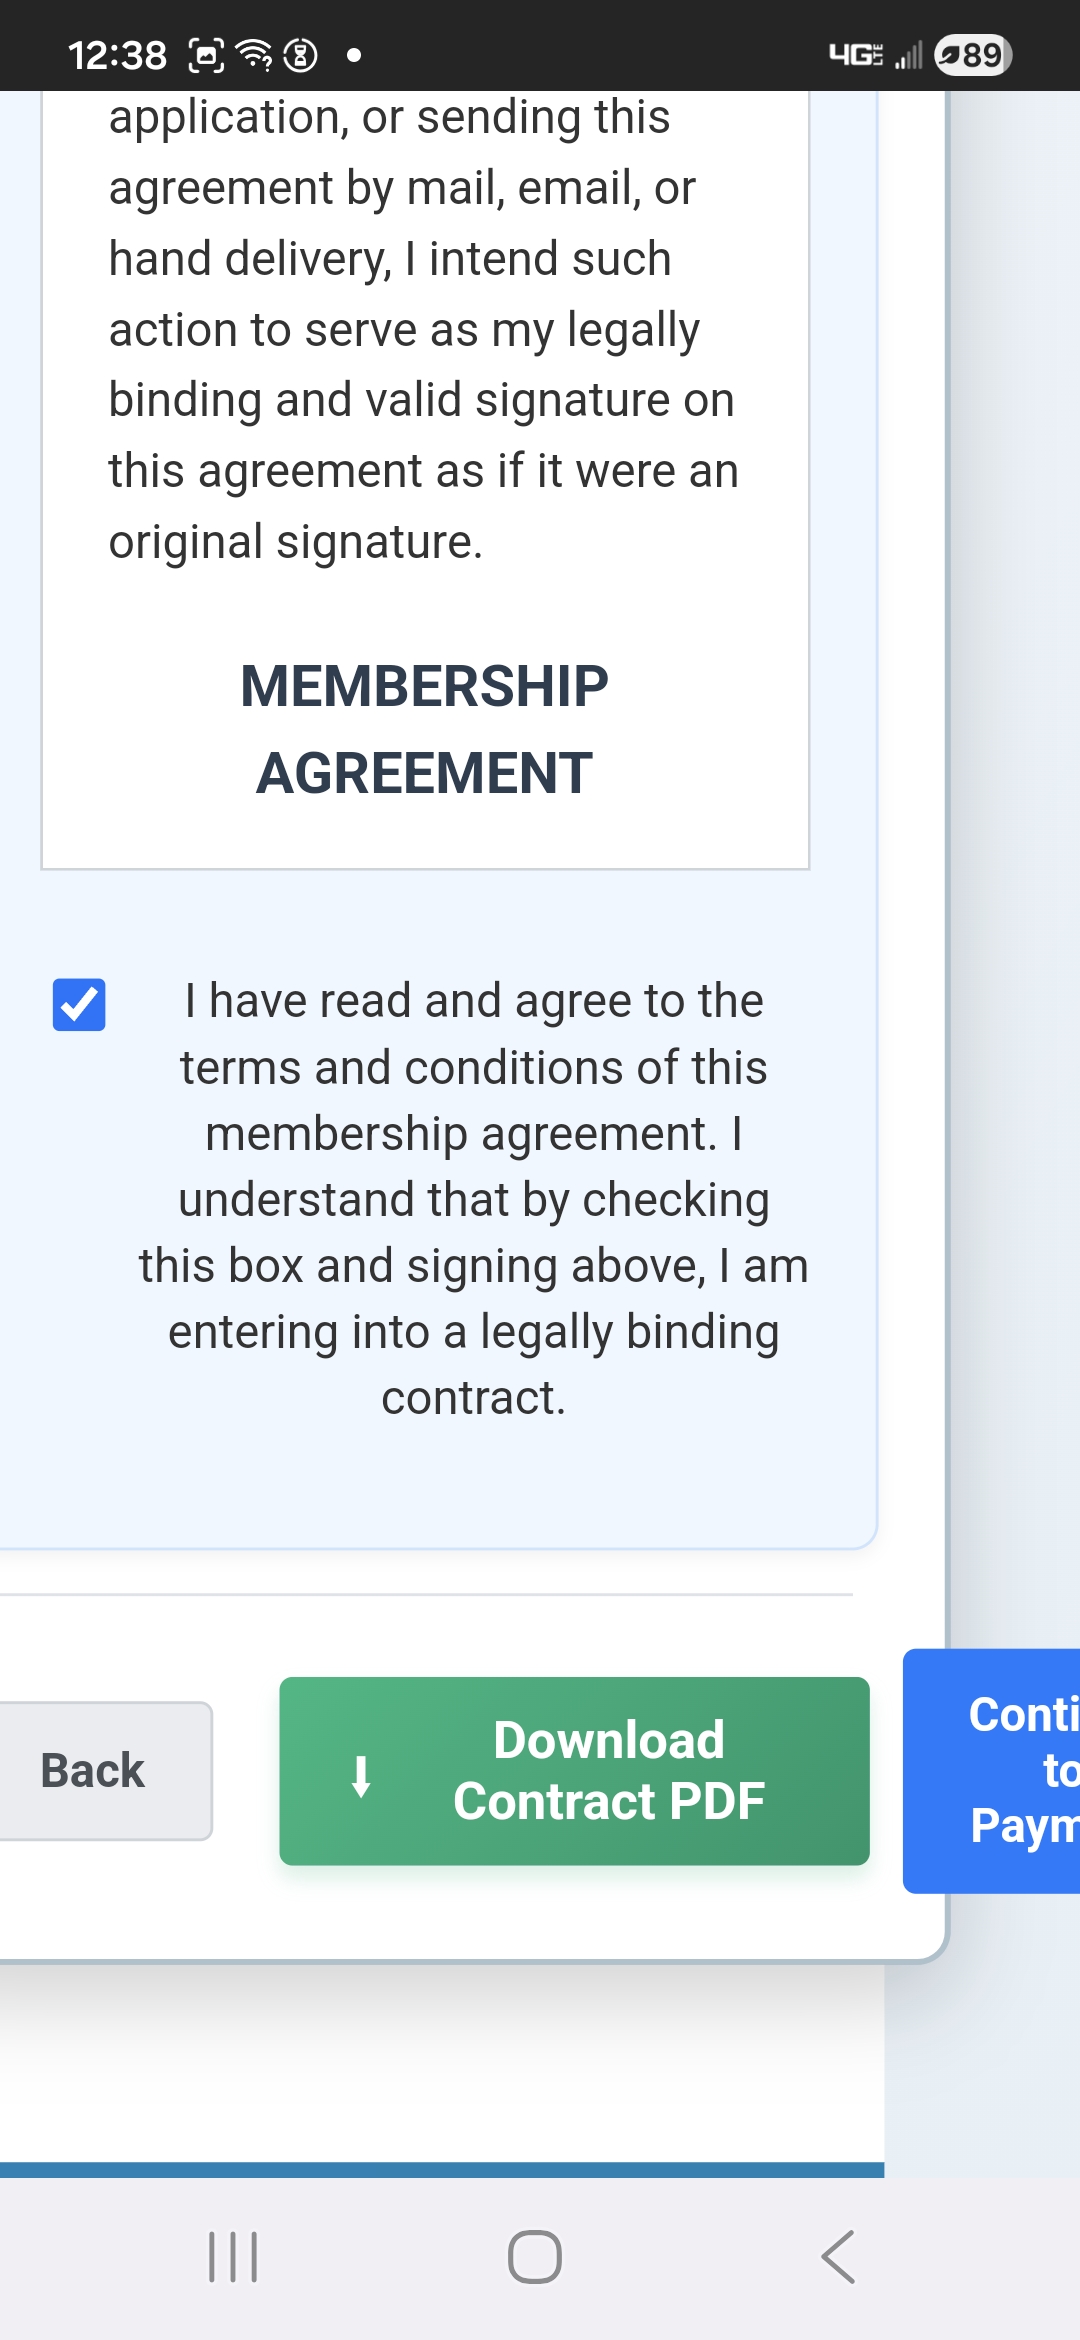 12:38 4G LTE 89
application, or sending this
agreement by mail, email, or
hand delivery, I intend such
action to serve as my legally
binding and valid signature on
this agreement as if it were an
original signature.
MEMBERSHIP
AGREEMENT
I have read and agree to the
terms and conditions of this
membership agreement. I
understand that by checking
this box and signing above, I am
entering into a legally binding
contract.
Back
Download
Contract PDF
Conti
to
Paym